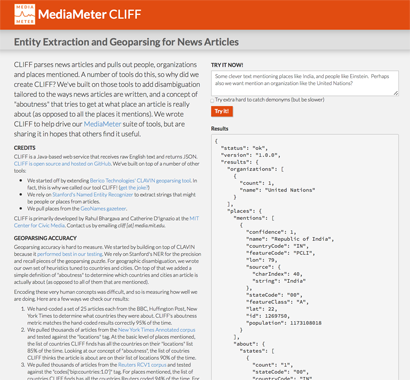 MEDIA
METER
MediaMeter CLIFF
Entity Extraction and Geoparsing for News Articles
CLIFF parses news articles and pulls out people, organizations
and places mentioned. A number of tools do this, so why did we
create CLIFF? We've built on those tools to add disambiguation
tailored to the ways news articles are written, and a concept of
"aboutness" that tries to get at what place an article is really
about (as opposed to all the places it mentions). We wrote
CLIFF to help drive our MediaMeter suite of tools, but are
sharing it in hopes that others find it useful.
CREDITS
CLIFF is a Java-based web service that receives raw English text and returns JSON.
CLIFF is open source and hosted on GitHub. We've built on top of a number of other
tools:
We started off by extending Berico Technologies' CLAVIN geoparsing tool. In
fact, this is why we called our tool CLIFF! (get the joke?)
We rely on Stanford's Named Entity Recognizer to extract strings that might
be people or places from articles.
We pull places from the GeoNames gazeteer.
CLIFF is primarily developed by Rahul Bhargava and Catherine D'Ignazio at the MIT
Center for Civic Media. Contact us by emailing cliff [at] media.mit.edu.
GEOPARSING ACCURACY
Geoparsing accuracy is hard to measure. We started by building on top of CLAVIN
because it performed best in our testing. We rely on Stanford's NER for the precision
and recall pieces of the geoparsing puzzle. For geographic disambiguation, we wrote
our own set of heuristics tuned to countries and cities. On top of that we added a
simple definition of "aboutness" to determine which countries and cities an article is
actually about (as opposed to all of them that are mentioned).
Encoding these very human concepts was difficult, and so is measuring how well we
are doing. Here are a few ways we check our results:
1. We hand-coded a set of 25 articles each from the BBC, Huffington Post, New
York Times to determine what countries they were about. CLIFF's aboutness
metric matches the hand-coded results correctly 95% of the time.
2. We pulled thousands of articles from the New York Times Annotated corpus
and tested against the "locations" tag. At the basic level of places mentioned,
the list of countries CLIFF finds has all the countries on their "locations" list
85% of the time. Looking at our concept of "aboutness", the list of coutries
CLIFF thinks the article is about are on their list of locations 90% of the time.
3. We pulled thousands of articles from the Reuters RCV1 corpus and tested
against the "codes[topics:1.0]" tag. For places mentioned, the list of
countries CLIFF finds has all the countries Reuters coded 94% of the time. For
TRY IT NOW!
Some clever text mentioning places like India, and people like Einstein. Perhaps
also we want mention an organization like the United Nations?
Try extra hard to catch demonyms (but be slower)
Try It!
Results
{
"status": "ok",
"version": "1.0.0",
"results": {
"organizations": [
{
"count": 1,
"name": "United Nations"
}
],
"places": {
"mentions": [
{
"confidence": 1,
"name": "Republic of India",
"countryCode": "IN",
"featureCode": "PCLI",
"lon": 79,
"source": {
"charIndex": 40,
"string": "India"
},
"stateCode": "00",
"featureClass": "A",
"lat": 22,
"id": 1269750,
"population": 1173108018
}
],
"about": {
"states": [
{
"count": "1",
"stateCode": "00",
"countryCode": "IN"